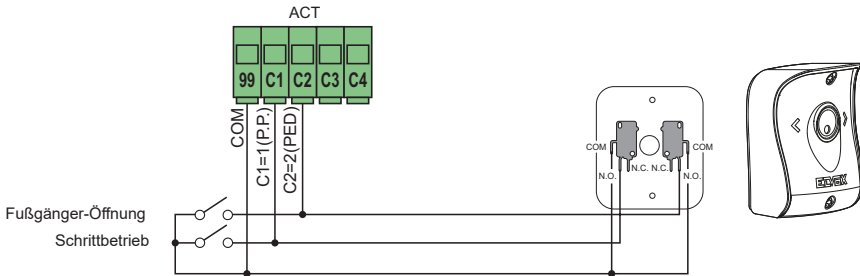 ACT
99 C1 C2 C3 C4
COM
C1=1(P.P.)
C2=2(PED)
COM
COM
N.C. N.C.
N.O.
N.O.
Fußgänger-Öffnung
Schrittbetrieb